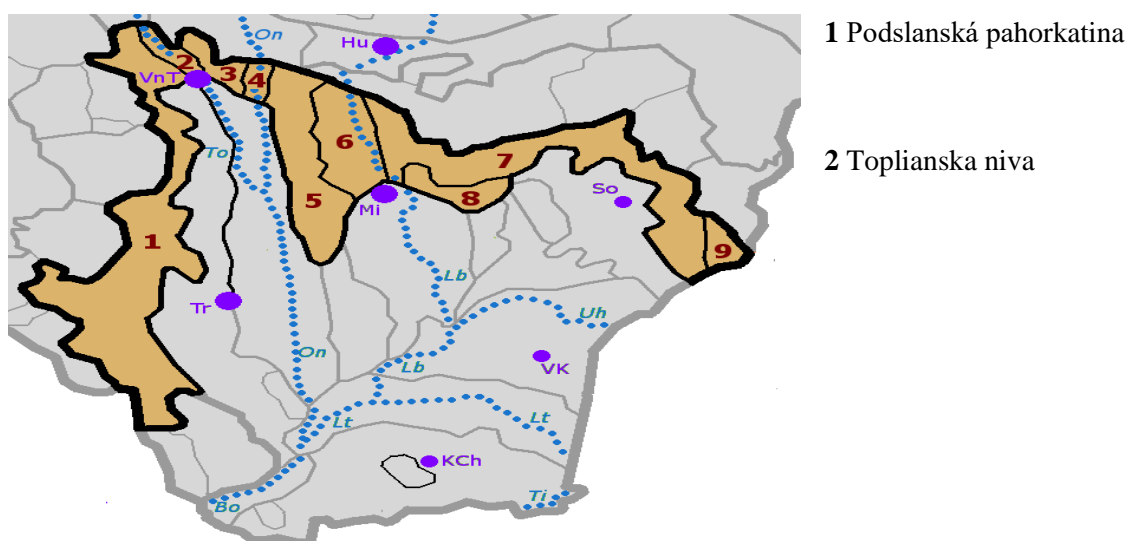 1 Podslanská pahorkatina
2 Toplianska niva
On
Hu
2
VnT
3
4
6
To
7
5
8
Mi
So
1
9
Lb
Tr
Uh
On
Lb
VK
Lt
Lt
KCh
Bo
Ti